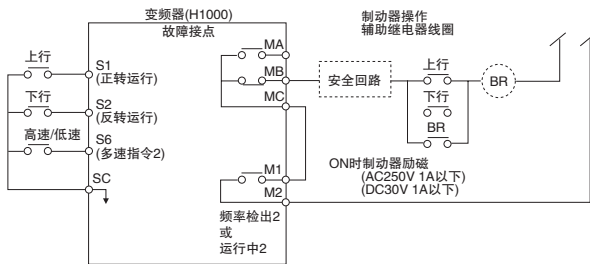 变频器(H1000)
故障接点
制动器操作
辅助继电器线圈
上行
S1
(正转运行)
下行
S2
(反转运行)
高速/低速
S6
(多速指令2)
SC
MA
MB
MC
M1
M2
频率检出2
或
运行中2
安全回路
上行
下行
BR
BR
ON时制动器励磁
(AC250V 1A以下)
(DC30V 1A以下)